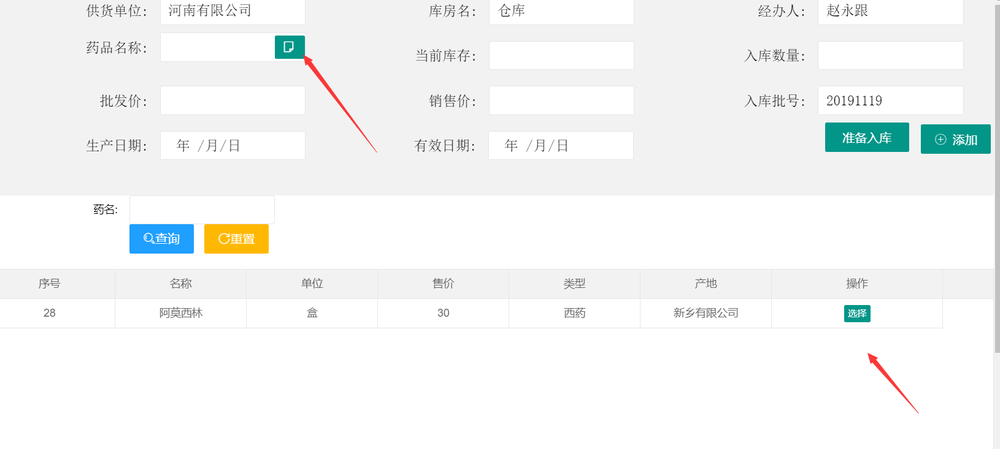 供货单位： 河南有限公司 库房名： 仓库 经办人： 赵永跟
药品名称： 当前库存： 入库数量：
批发价： 销售价： 入库批号： 20191119
生产日期： 年 /月/日 有效日期： 年 /月/日 准备入库 添加
药名:
查询 重置
序号 名称 单位 售价 类型 产地 操作
28 阿莫西林 盒 30 西药 新乡有限公司 选择